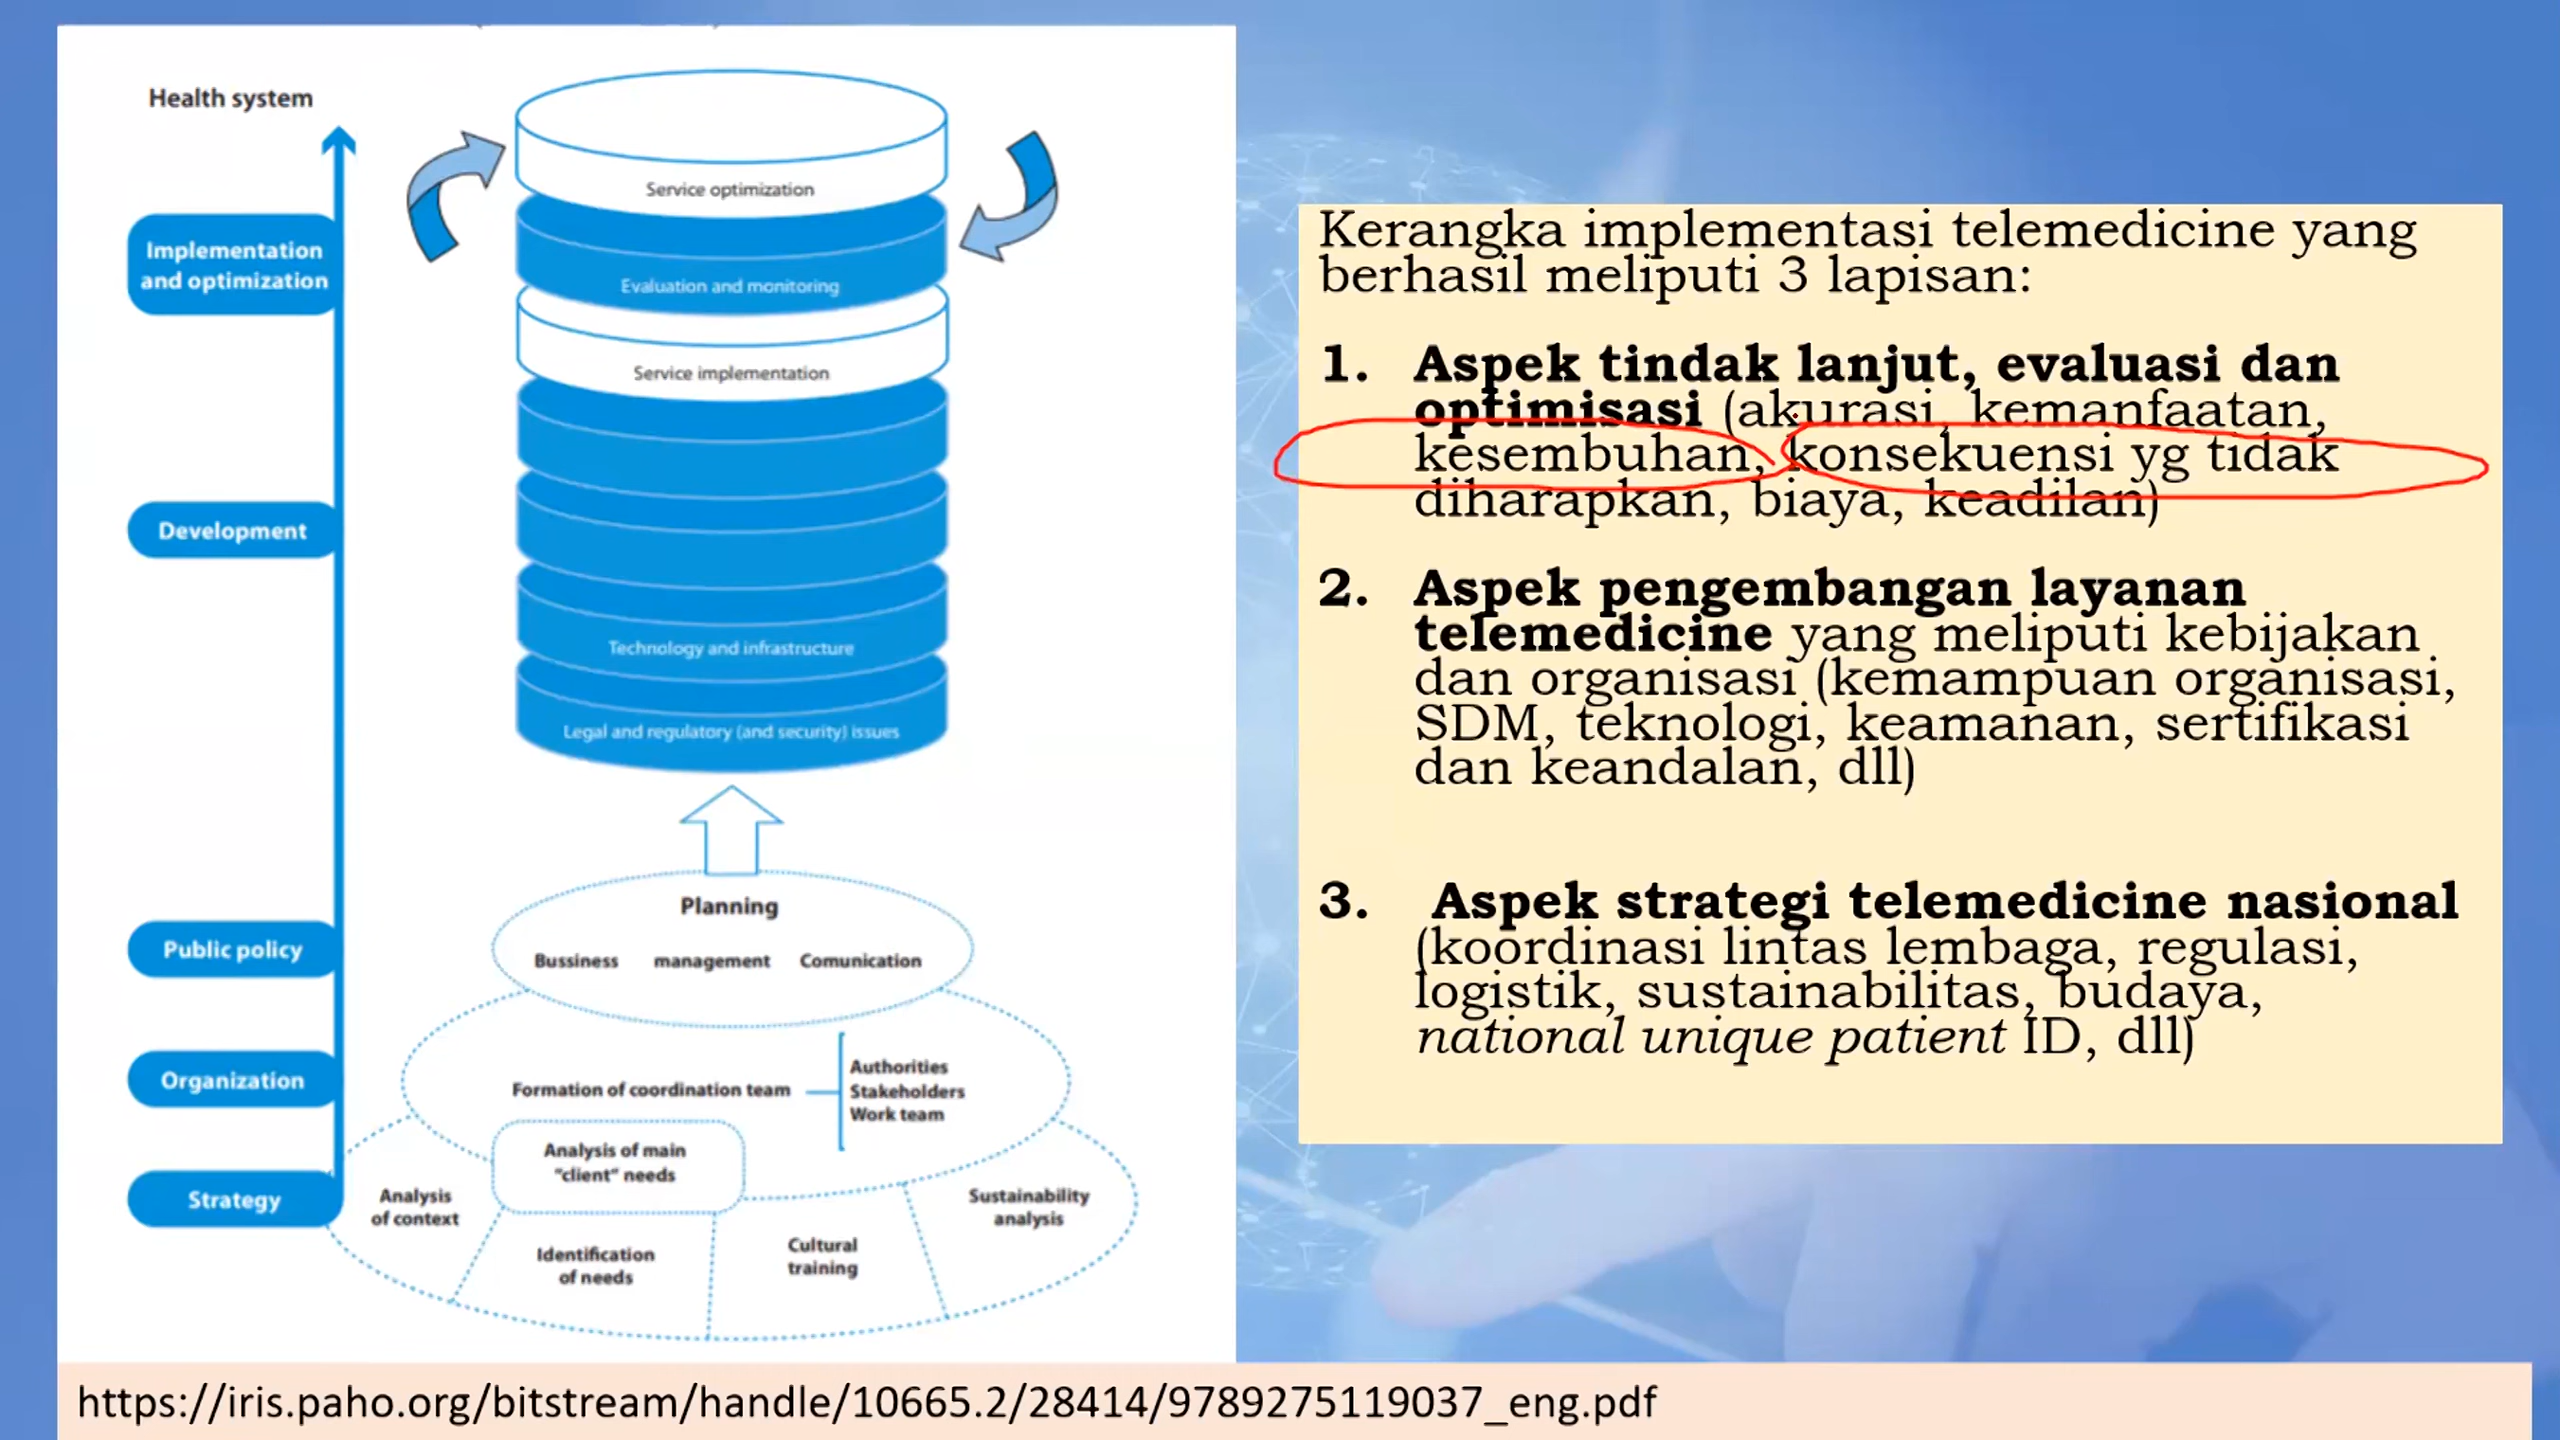 Health system
Implementation
and optimization
Development
Public policy
Organization
Strategy
Service optimization
Evaluation and monitoring
Service implementation
Technology and infrastructure
Legal and regulatory (and security) issues
Planning
Bussiness management Comunication
Formation of coordination team
Authorities
Stakeholders
Work team
Analysis of main
"client" needs
Analysis
of context
Identification
of needs
Cultural
training
Sustainability
analysis
Kerangka implementasi telemedicine yang
berhasil meliputi 3 lapisan:
1. Aspek tindak lanjut, evaluasi dan
optimisasi (akurasi, kemanfaatan,
kesembuhan, konsekuensi yg tidak
diharapkan, biaya, keadilan)
2. Aspek pengembangan layanan
telemedicine yang meliputi kebijakan
dan organisasi (kemampuan organisasi,
SDM, teknologi, keamanan, sertifikasi
dan keandalan, dll)
3. Aspek strategi telemedicine nasional
(koordinasi lintas lembaga, regulasi,
logistik, sustainabilitas, budaya,
national unique patient ID, dll)
https://iris.paho.org/bitstream/handle/10665.2/28414/9789275119037_eng.pdf